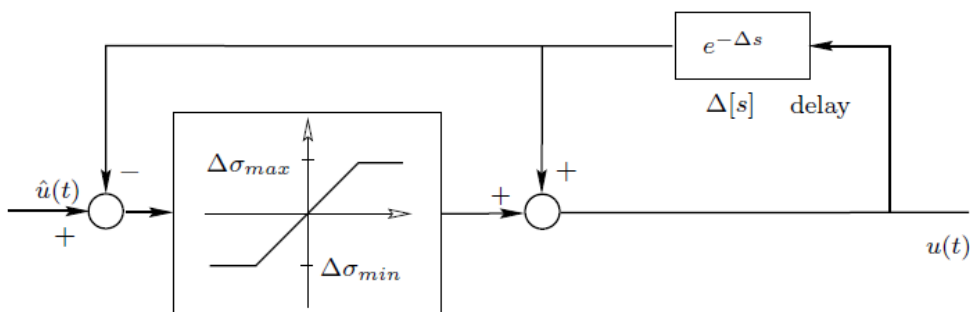 e^{-Δs}
Δ[s] delay
−
Δσ_{max}
û(t)
+
+
+
Δσ_{min}
u(t)